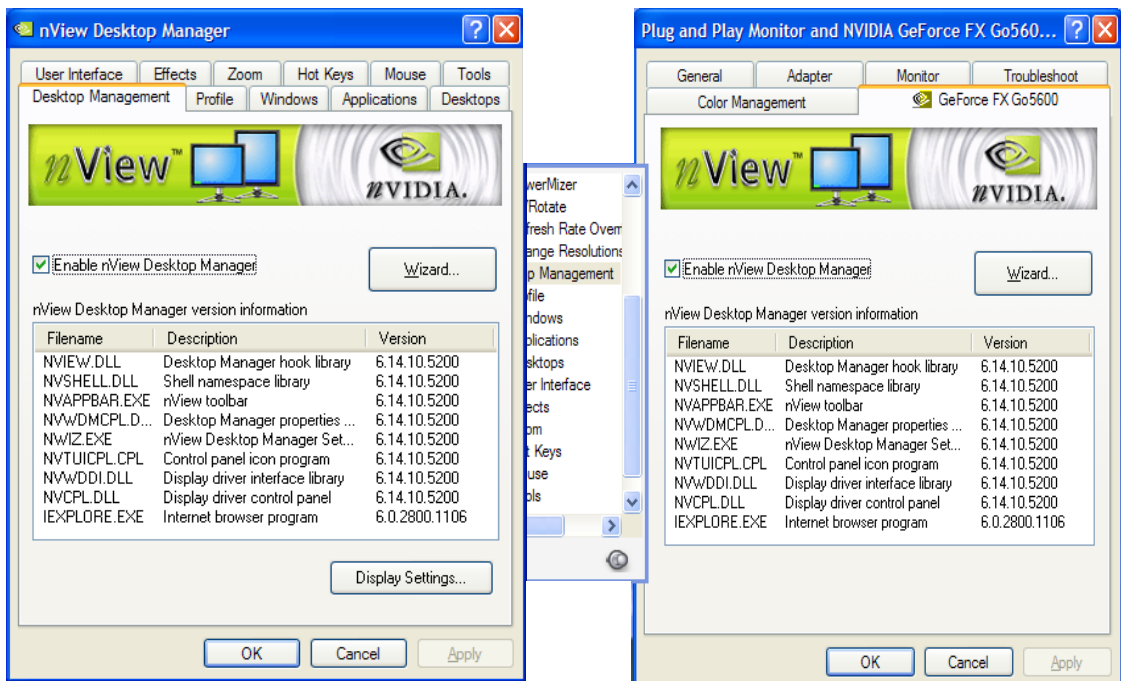 nView Desktop Manager
User Interface Effects Zoom Hot Keys Mouse Tools
Desktop Management Profile Windows Applications Desktops
nView™ nVIDIA.
Enable nView Desktop Manager
Wizard...
nView Desktop Manager version information
Filename Description Version
NVIEW.DLL Desktop Manager hook library 6.14.10.5200
NVSHELL.DLL Shell namespace library 6.14.10.5200
NVAPPBAR.EXE nView toolbar 6.14.10.5200
NVWDMCPL.D... Desktop Manager properties ... 6.14.10.5200
NWIZ.EXE nView Desktop Manager Set... 6.14.10.5200
NVTUICPL.CPL Control panel icon program 6.14.10.5200
NVWDDI.DLL Display driver interface library 6.14.10.5200
NVCPL.DLL Display driver control panel 6.14.10.5200
IEXPLORE.EXE Internet browser program 6.0.2800.1106
Display Settings...
OK Cancel Apply
werMizer
Rotate
fresh Rate Overr
ange Resolutions
p Management
file
ndows
plications
sktops
er Interface
ects
om
t Keys
use
ols
Plug and Play Monitor and NVIDIA GeForce FX Go560...
General Adapter Monitor Troubleshoot
Color Management GeForce FX Go5600
nView™ nVIDIA.
Enable nView Desktop Manager
Wizard...
nView Desktop Manager version information
Filename Description Version
NVIEW.DLL Desktop Manager hook library 6.14.10.5200
NVSHELL.DLL Shell namespace library 6.14.10.5200
NVAPPBAR.EXE nView toolbar 6.14.10.5200
NVWDMCPL.D... Desktop Manager properties ... 6.14.10.5200
NWIZ.EXE nView Desktop Manager Set... 6.14.10.5200
NVTUICPL.CPL Control panel icon program 6.14.10.5200
NVWDDI.DLL Display driver interface library 6.14.10.5200
NVCPL.DLL Display driver control panel 6.14.10.5200
IEXPLORE.EXE Internet browser program 6.0.2800.1106
OK Cancel Apply